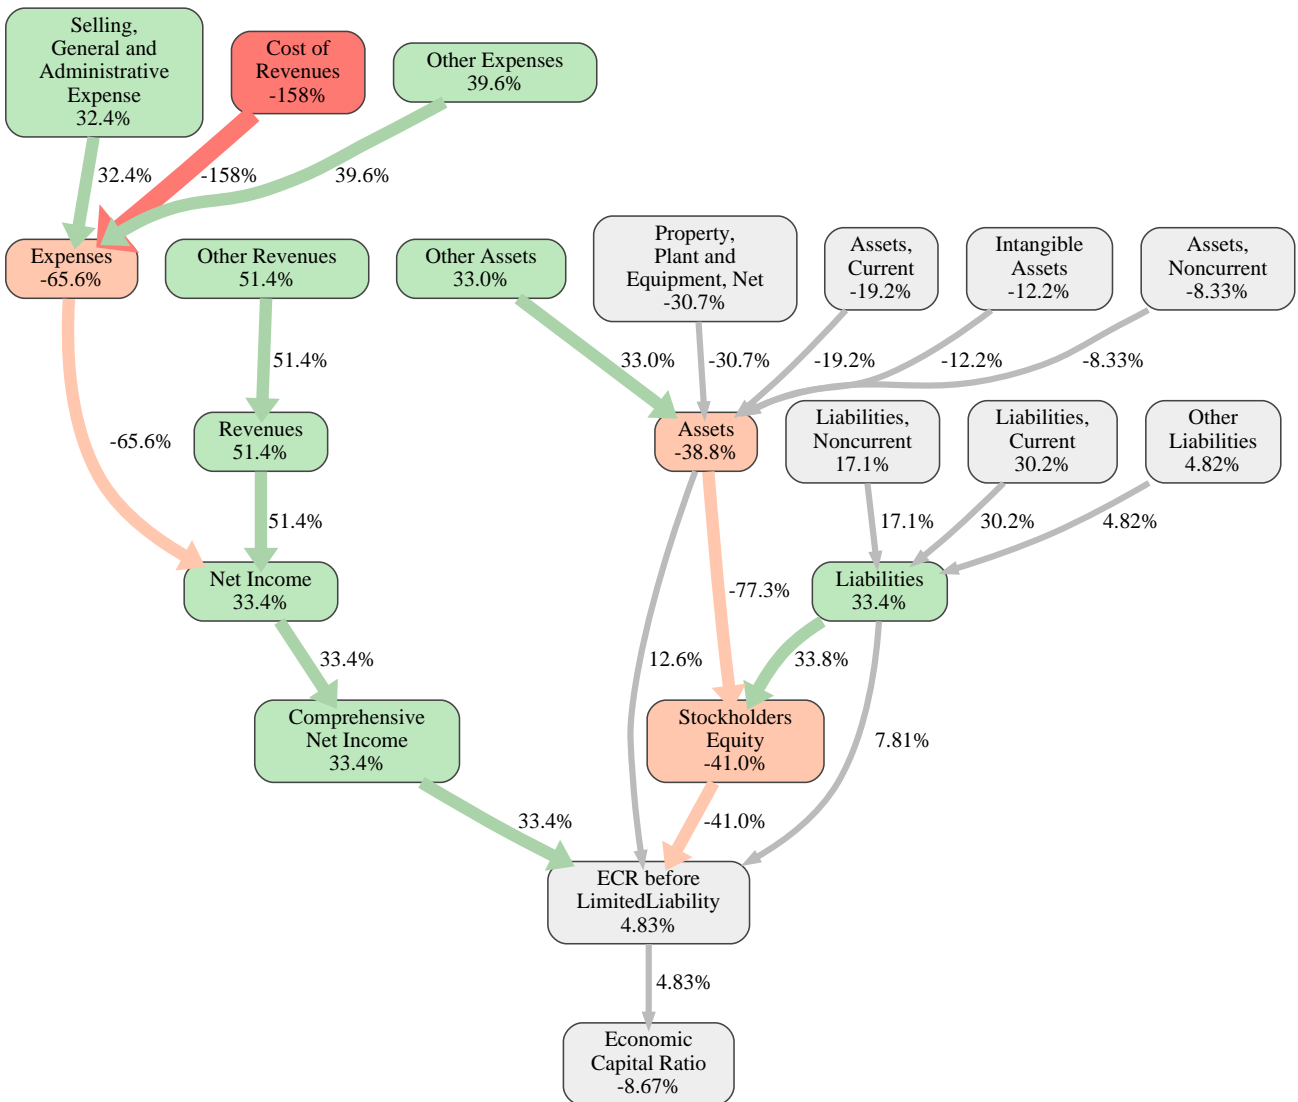 Selling,
General and
Administrative
Expense
32.4%
Cost of
Revenues
-158%
Other Expenses
39.6%
32.4%
-158%
39.6%
Expenses
-65.6%
Other Revenues
51.4%
Other Assets
33.0%
Property,
Plant and
Equipment, Net
-30.7%
Assets,
Current
-19.2%
Intangible
Assets
-12.2%
Assets,
Noncurrent
-8.33%
51.4%
33.0%
-30.7%
-19.2%
-12.2%
-8.33%
-65.6%
Revenues
51.4%
Assets
-38.8%
Liabilities,
Noncurrent
17.1%
Liabilities,
Current
30.2%
Other
Liabilities
4.82%
51.4%
17.1%
30.2%
4.82%
Net Income
33.4%
-77.3%
Liabilities
33.4%
33.4%
12.6%
33.8%
7.81%
Comprehensive
Net Income
33.4%
Stockholders
Equity
-41.0%
33.4%
-41.0%
ECR before
LimitedLiability
4.83%
4.83%
Economic
Capital Ratio
-8.67%